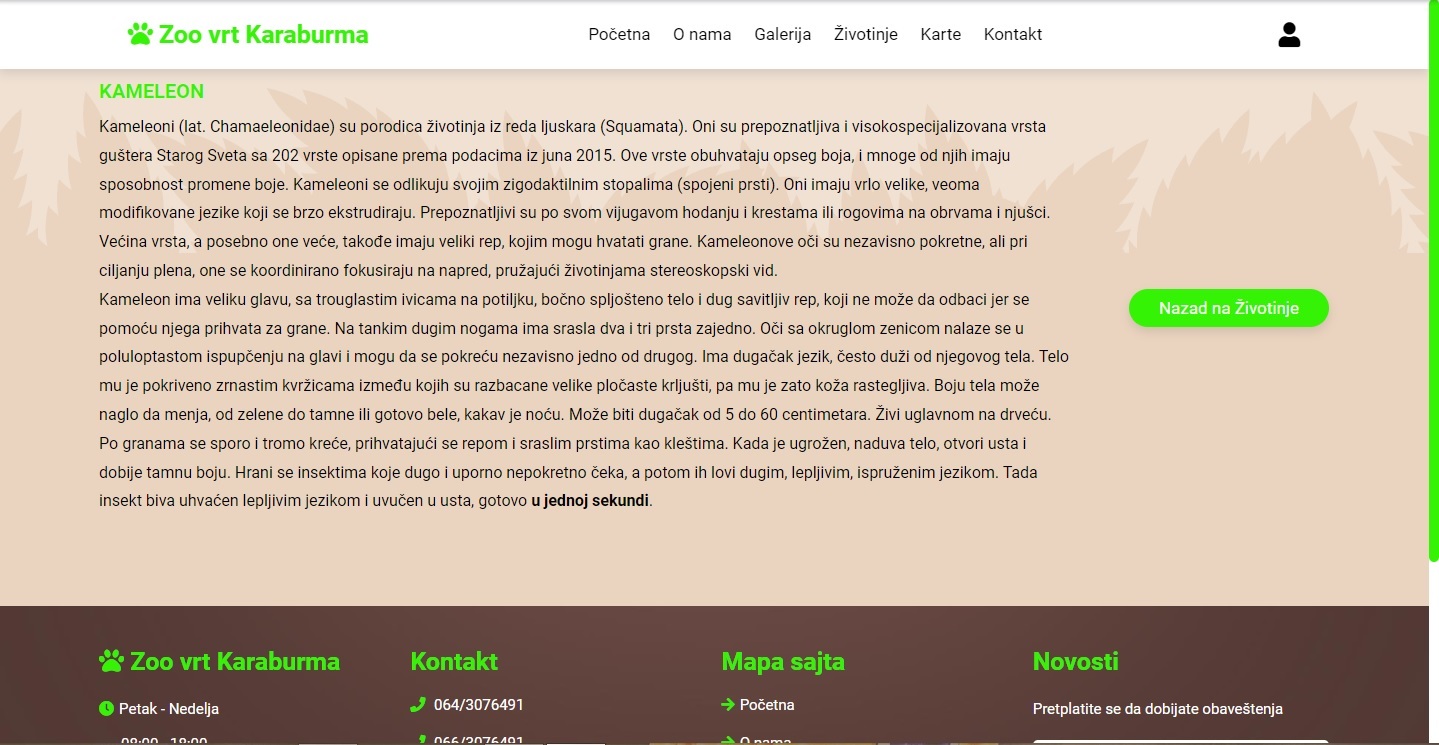 Zoo vrt Karaburma
Početna O nama Galerija Životinje Karte Kontakt
KAMELEON
Kameleoni (lat. Chamaeleonidae) su porodica životinja iz reda ljuskara (Squamata). Oni su prepoznatljiva i visokospecijalizovana vrsta
guštera Starog Sveta sa 202 vrste opisane prema podacima iz juna 2015. Ove vrste obuhvataju opseg boja, i mnoge od njih imaju
sposobnost promene boje. Kameleoni se odlikuju svojim zigodaktilnim stopalima (spojeni prsti). Oni imaju vrlo velike, veoma
modifikovane jezike koji se brzo ekstrudiraju. Prepoznatljivi su po svom vijugavom hodanju i krestama ili rogovima na obrvama i njušci.
Većina vrsta, a posebno one veće, takođe imaju veliki rep, kojim mogu hvatati grane. Kameleonove oči su nezavisno pokretne, ali pri
ciljanju plena, one se koordinirano fokusiraju na napred, pružajući životinjama stereoskopski vid.
Kameleon ima veliku glavu, sa trouglastim ivicama na potiljku, bočno spljošteno telo i dug savitljiv rep, koji ne može da odbaci jer se
pomoću njega prihvata za grane. Na tankim dugim nogama ima srasla dva i tri prsta zajedno. Oči sa okruglom zenicom nalaze se u
poluloptastom ispupčenju na glavi i mogu da se pokreću nezavisno jedno od drugog. Ima dugačak jezik, često duži od njegovog tela. Telo
mu je pokriveno zrnastim kvržicama između kojih su razbacane velike pločaste krljušti, pa mu je zato koža rastegljiva. Boju tela može
naglo da menja, od zelene do tamne ili gotovo bele, kakav je noću. Može biti dugačak od 5 do 60 centimetara. Živi uglavnom na drveću.
Po granama se sporo i tromo kreće, prihvatajući se repom i sraslim prstima kao kleštima. Kada je ugrožen, naduva telo, otvori usta i
dobije tamnu boju. Hrani se insektima koje dugo i uporno nepokretno čeka, a potom ih lovi dugim, lepljivim, ispruženim jezikom. Tada
insekt biva uhvaćen lepljivim jezikom i uvučen u usta, gotovo u jednoj sekundi.
Nazad na Životinje
Zoo vrt Karaburma
Petak - Nedelja
08:00 - 18:00
Kontakt
064/3076491
066/3076491
Mapa sajta
Početna
O nama
Novosti
Pretplatite se da dobijate obaveštenja